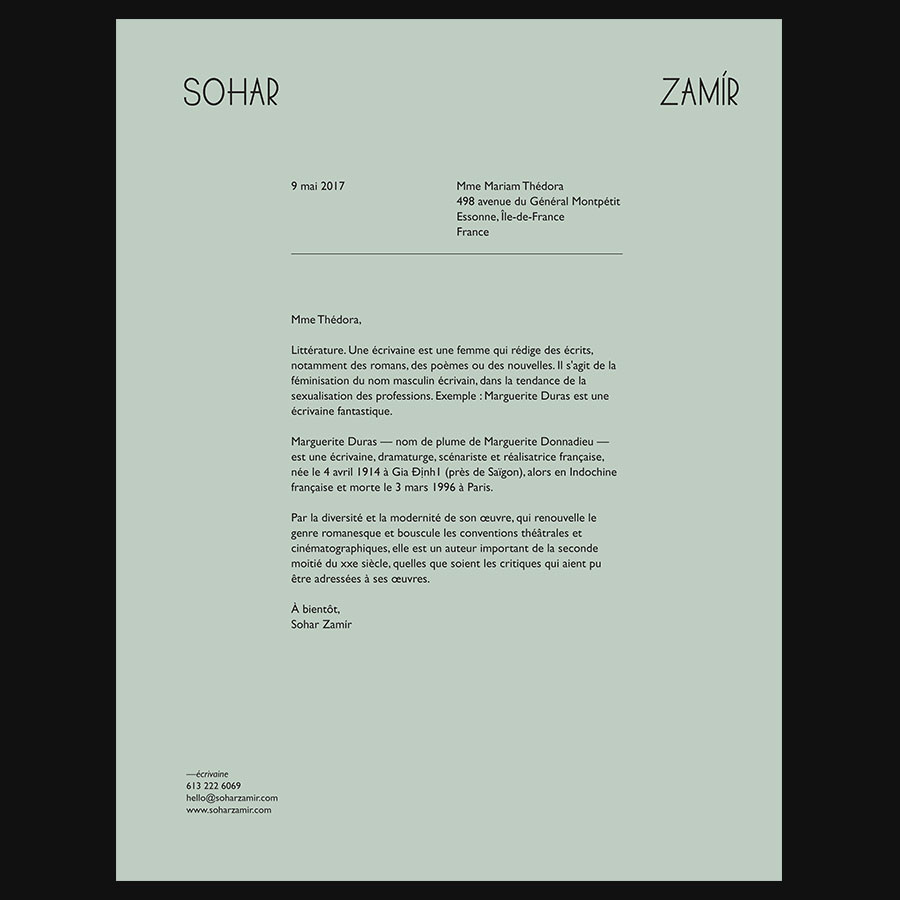 SOHAR ZAMÍR
9 mai 2017
Mme Mariam Thédora
498 avenue du Général Montpétit
Essonne, Île-de-France
France
Mme Thédora,
Littérature. Une écrivaine est une femme qui rédige des écrits,
notamment des romans, des poèmes ou des nouvelles. Il s'agit de la
féminisation du nom masculin écrivain, dans la tendance de la
sexualisation des professions. Exemple : Marguerite Duras est une
écrivaine fantastique.
Marguerite Duras — nom de plume de Marguerite Donnadieu —
est une écrivaine, dramaturge, scénariste et réalisatrice française,
née le 4 avril 1914 à Gia Định1 (près de Saïgon), alors en Indochine
française et morte le 3 mars 1996 à Paris.
Par la diversité et la modernité de son œuvre, qui renouvelle le
genre romanesque et bouscule les conventions théâtrales et
cinématographiques, elle est un auteur important de la seconde
moitié du xxe siècle, quelles que soient les critiques qui aient pu
être adressées à ses œuvres.
À bientôt,
Sohar Zamír
—écrivaine
613 222 6069
hello@soharzamir.com
www.soharzamir.com